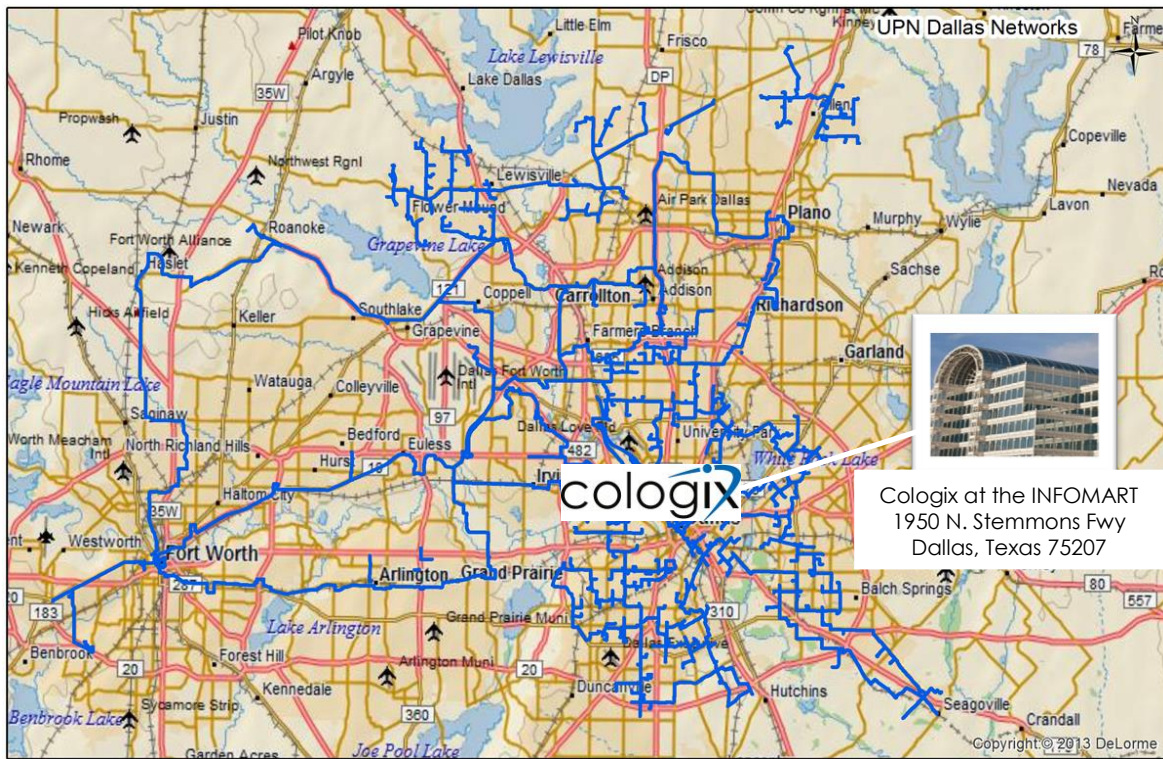 UPN Dallas Networks
Little Elm
Frisco
Farme
Pilot Knob
Lake Lewisville
78
Argyle
Lake Dallas
DP
35W
Allen
Propwash
Justin
Copeville
Rhome
Northwest Rgnl
Lewisville
Nevada
Flower Mound
Air Park Dallas
Plano
Lavon
Newark
Roanoke
Murphy
Wylie
Fort Worth Alliance
Grapevine Lake
Haslet
Kenneth Copeland
Addison
Sachse
121
Coppell
Carrollton
Addison
Richardson
Hicks Airfield
Southlake
Keller
Grapevine
Farmers Branch
Garland
Eagle Mountain Lake
Watauga
Colleyville
Dallas Fort Worth
Intl
Saginaw
97
Worth Meacham
Intl
North Richland Hills
Bedford
Euless
Dallas Love Fld
University Park
482
White Rock Lake
Hurst
Haltom City
cologix
Cologix at the INFOMART
1950 N. Stemmons Fwy
Dallas, Texas 75207
35W
Westworth
Fort Worth
Arlington
Grand Prairie
Balch Springs
80
557
287
20
183
310
Lake Arlington
Grand Prairie Muni
Dallas Executive
Benbrook
20
Forest Hill
Arlington Muni
20
Kennedale
Duncanville
Hutchins
Seagoville
Sycamore Strip
Benbrook Lake
360
Crandall
Garden Acres
Joe Pool Lake
Copyright © 2013 DeLorme